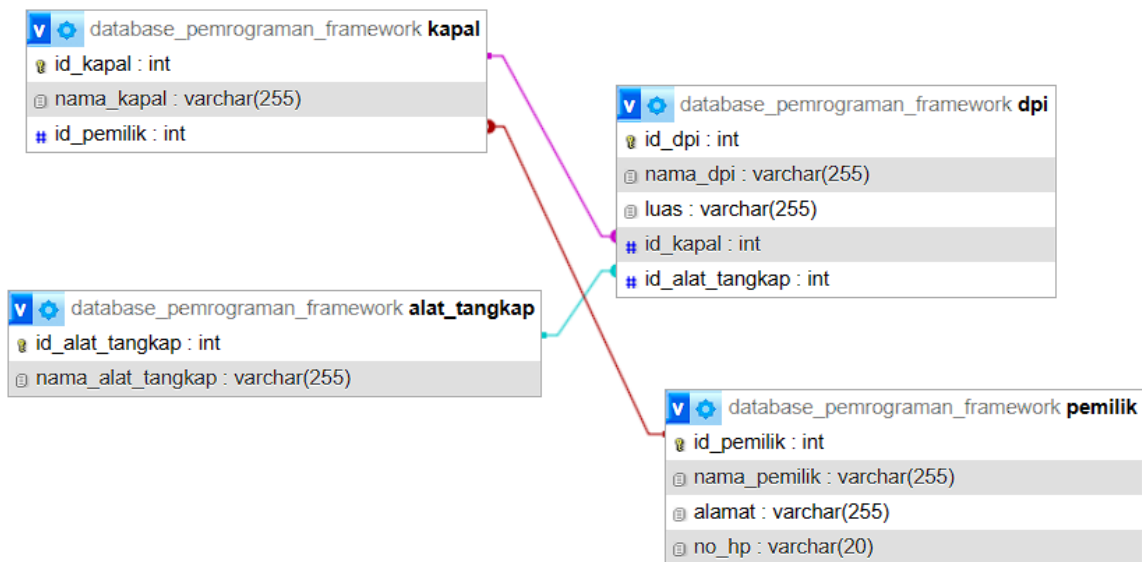 v database_pemrograman_framework kapal
id_kapal : int
nama_kapal : varchar(255)
# id_pemilik : int
v database_pemrograman_framework dpi
id_dpi : int
nama_dpi : varchar(255)
luas : varchar(255)
# id_kapal : int
# id_alat_tangkap : int
v database_pemrograman_framework alat_tangkap
id_alat_tangkap : int
nama_alat_tangkap : varchar(255)
v database_pemrograman_framework pemilik
id_pemilik : int
nama_pemilik : varchar(255)
alamat : varchar(255)
no_hp : varchar(20)